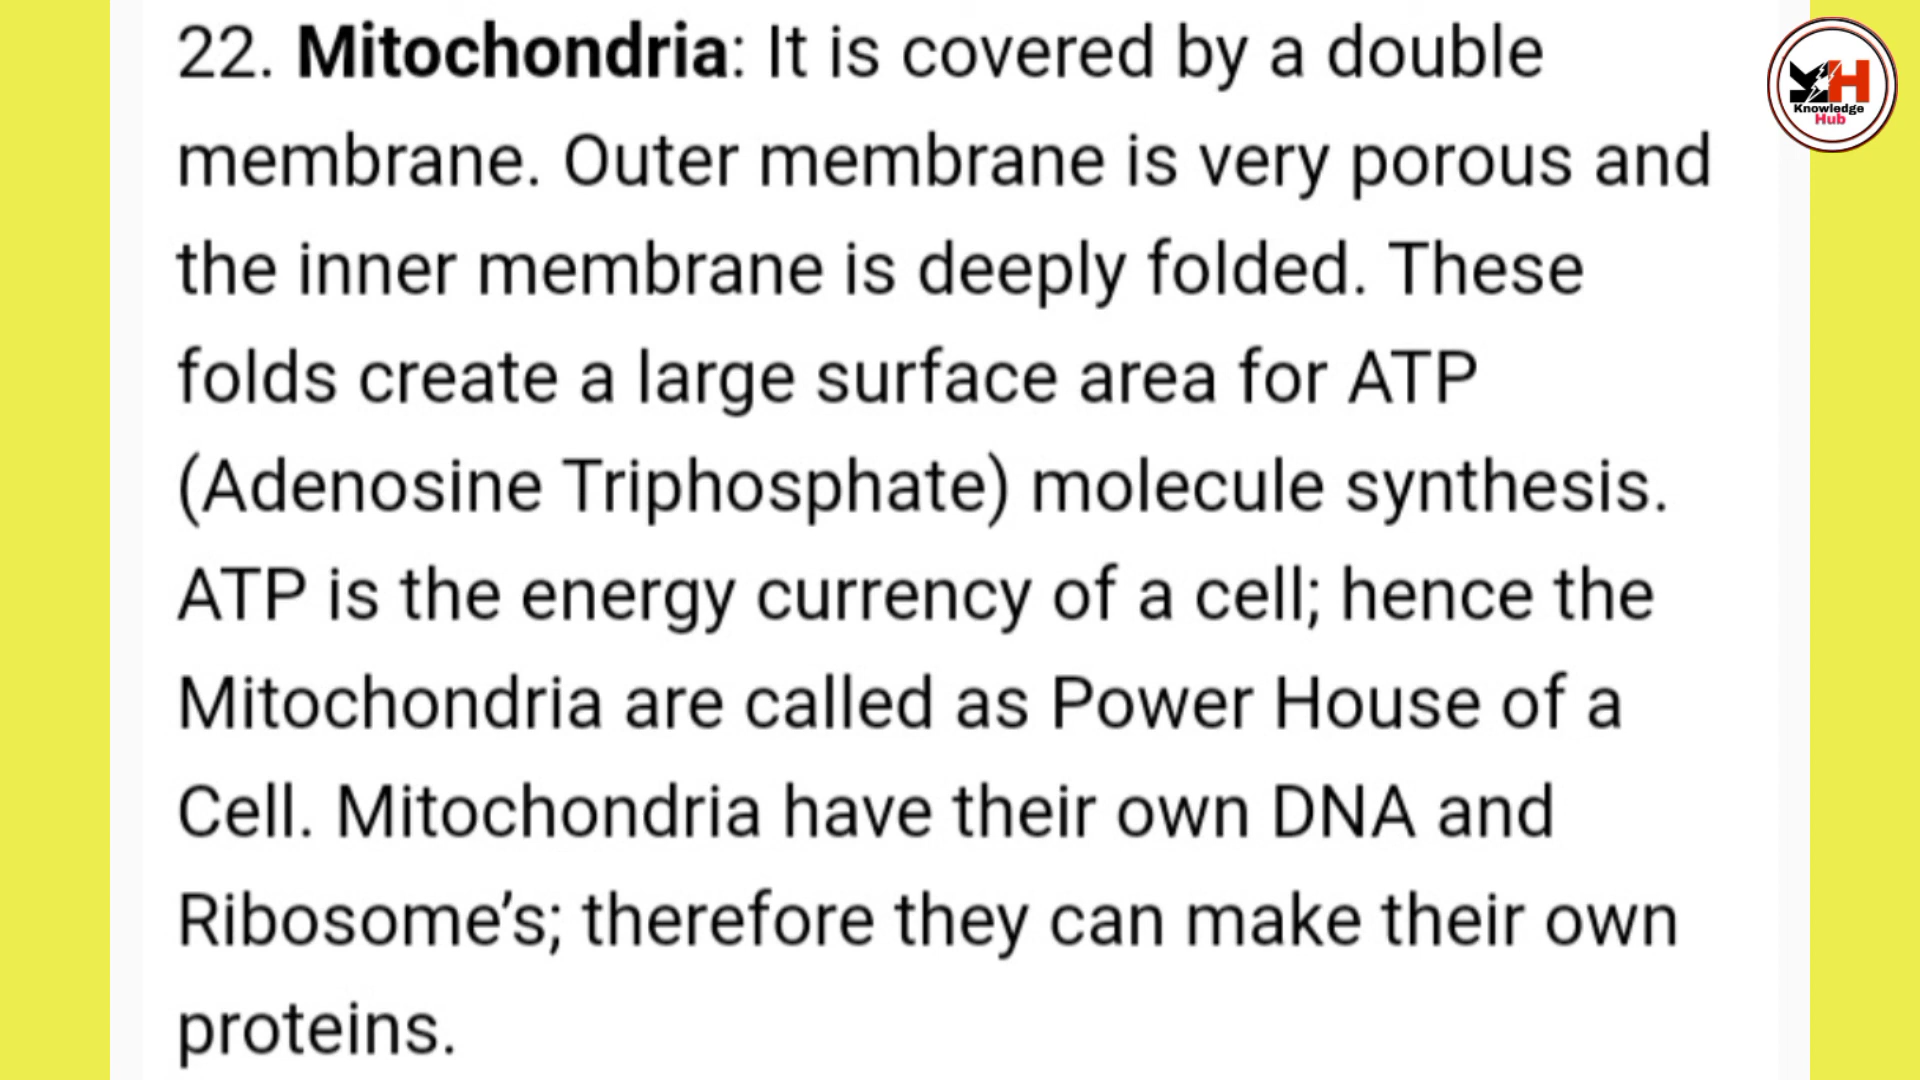 22. Mitochondria: It is covered by a double
membrane. Outer membrane is very porous and
the inner membrane is deeply folded. These
folds create a large surface area for ATP
(Adenosine Triphosphate) molecule synthesis.
ATP is the energy currency of a cell; hence the
Mitochondria are called as Power House of a
Cell. Mitochondria have their own DNA and
Ribosome’s; therefore they can make their own
proteins.
KH
Knowledge
Hub